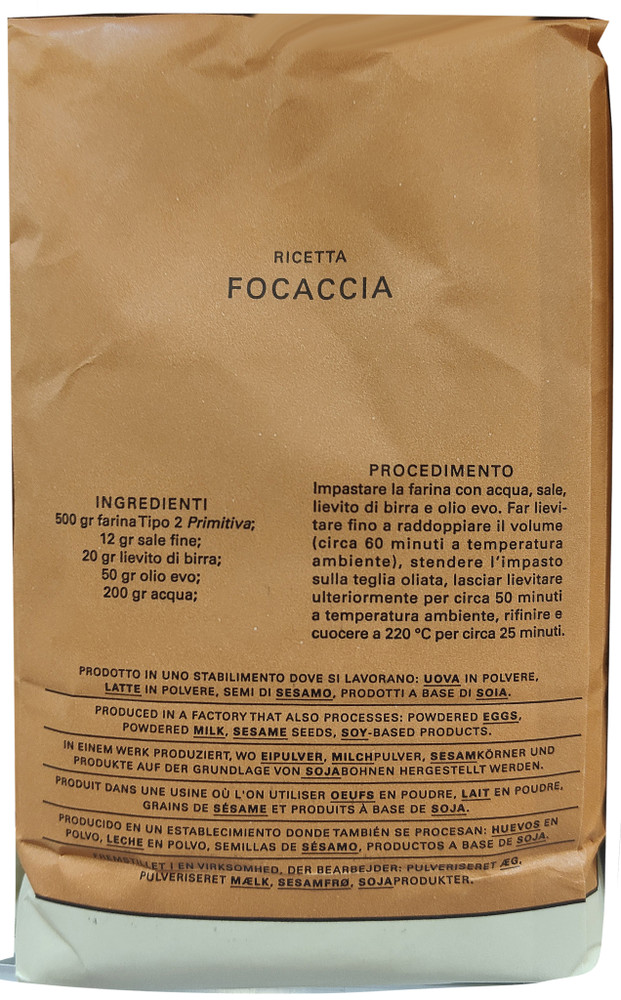 RICETTA
FOCACCIA
INGREDIENTI
500 gr farina Tipo 2 Primitiva;
12 gr sale fine;
20 gr lievito di birra;
50 gr olio evo;
200 gr acqua;
PROCEDIMENTO
Impastare la farina con acqua, sale,
lievito di birra e olio evo. Far lievi-
tare fino a raddoppiare il volume
(circa 60 minuti a temperatura
ambiente), stendere l'impasto
sulla teglia oliata, lasciar lievitare
ulteriormente per circa 50 minuti
a temperatura ambiente, rifinire e
cuocere a 220 °C per circa 25 minuti.
PRODOTTO IN UNO STABILIMENTO DOVE SI LAVORANO: UOVA IN POLVERE,
LATTE IN POLVERE, SEMI DI SESAMO, PRODOTTI A BASE DI SOIA.
PRODUCED IN A FACTORY THAT ALSO PROCESSES: POWDERED EGGS,
POWDERED MILK, SESAME SEEDS, SOY-BASED PRODUCTS.
IN EINEM WERK PRODUZIERT, WO EIPULVER, MILCHPULVER, SESAMKÖRNER UND
PRODUKTE AUF DER GRUNDLAGE VON SOJABOHNEN HERGESTELLT WERDEN.
PRODUIT DANS UNE USINE OÙ L'ON UTILISER OEUFS EN POUDRE, LAIT EN POUDRE,
GRAINS DE SÉSAME ET PRODUITS À BASE DE SOJA.
PRODUCIDO EN UN ESTABLECIMIENTO DONDE TAMBIÉN SE PROCESAN: HUEVOS EN
POLVO, LECHE EN POLVO, SEMILLAS DE SÉSAMO, PRODUCTOS A BASE DE SOJA.
FREMSTILLET I EN VIRKSOMHED, DER BEARBEJDER: PULVERISERET ÆG,
PULVERISERET MÆLK, SESAMFRØ, SOJAPRODUKTER.